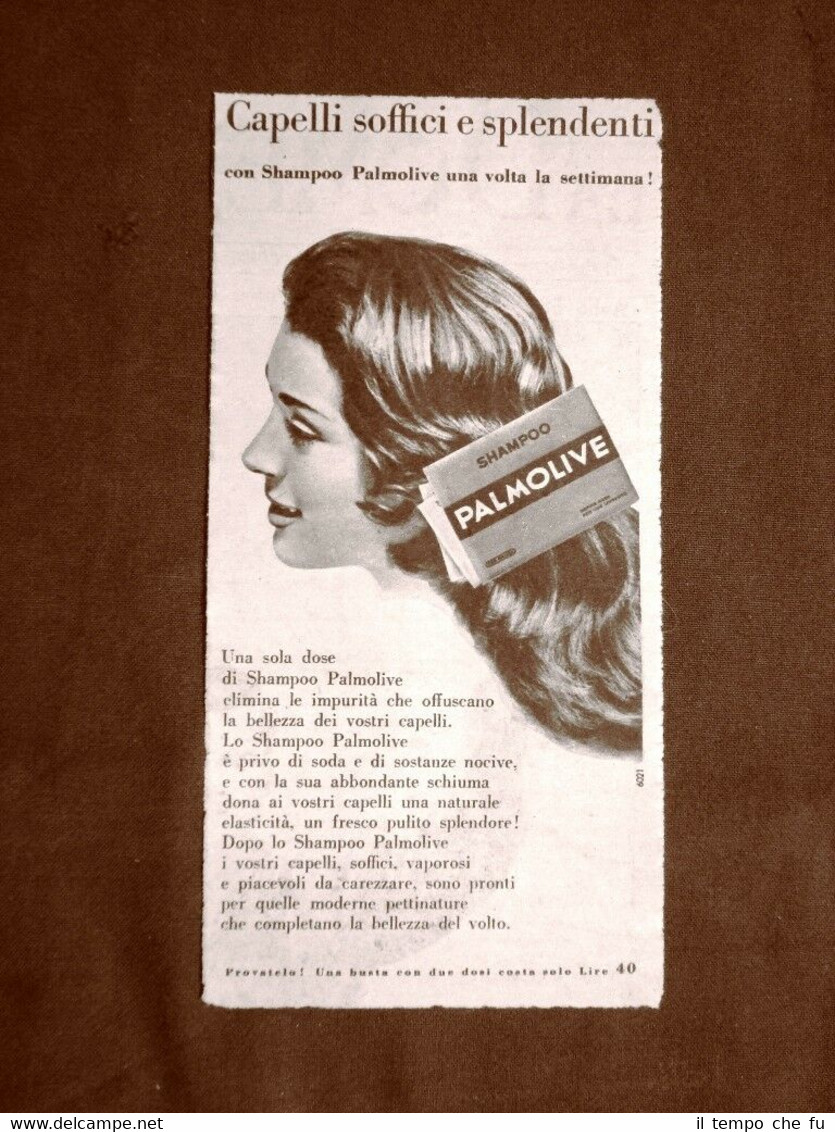 Capelli soffici e splendenti
con Shampoo Palmolive una volta la settimana!
SHAMPOO
PALMOLIVE
Una sola dose
di Shampoo Palmolive
elimina le impurità che offuscano
la bellezza dei vostri capelli.
Lo Shampoo Palmolive
è privo di soda e di sostanze nocive,
e con la sua abbondante schiuma
dona ai vostri capelli una naturale
elasticità, un fresco pulito splendore!
Dopo lo Shampoo Palmolive
i vostri capelli, soffici, vaporosi
e piacevoli da carezzare, sono pronti
per quelle moderne pettinature
che completano la bellezza del volto.
6021
Provatelo! Una busta con due dosi costa solo Lire 40
www.delcampe.net
il tempo che fu